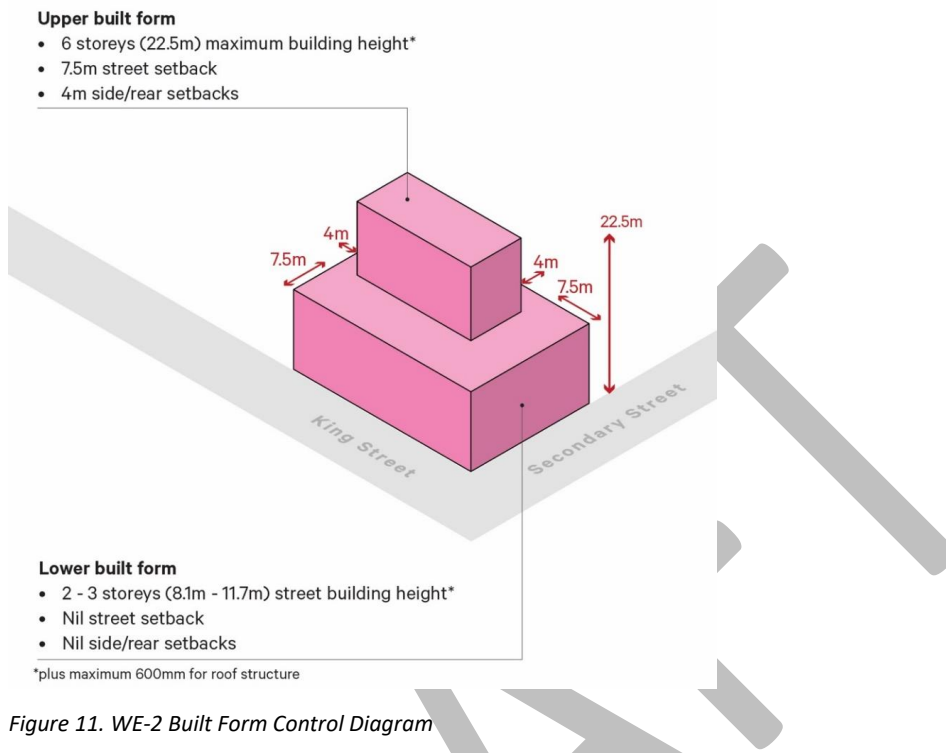 Upper built form
• 6 storeys (22.5m) maximum building height*
• 7.5m street setback
• 4m side/rear setbacks
22.5m
4m
7.5m
4m
7.5m
King Street
Secondary Street
Lower built form
• 2 - 3 storeys (8.1m - 11.7m) street building height*
• Nil street setback
• Nil side/rear setbacks
*plus maximum 600mm for roof structure
Figure 11. WE-2 Built Form Control Diagram